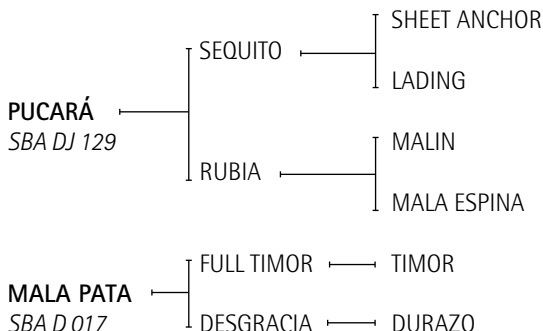 SHEET ANCHOR
SEQUITO
LADING
PUCARÁ
SBA DJ 129
MALIN
RUBIA
MALA ESPINA
FULL TIMOR TIMOR
MALA PATA
SBA D 017
DESGRACIA DURAZO